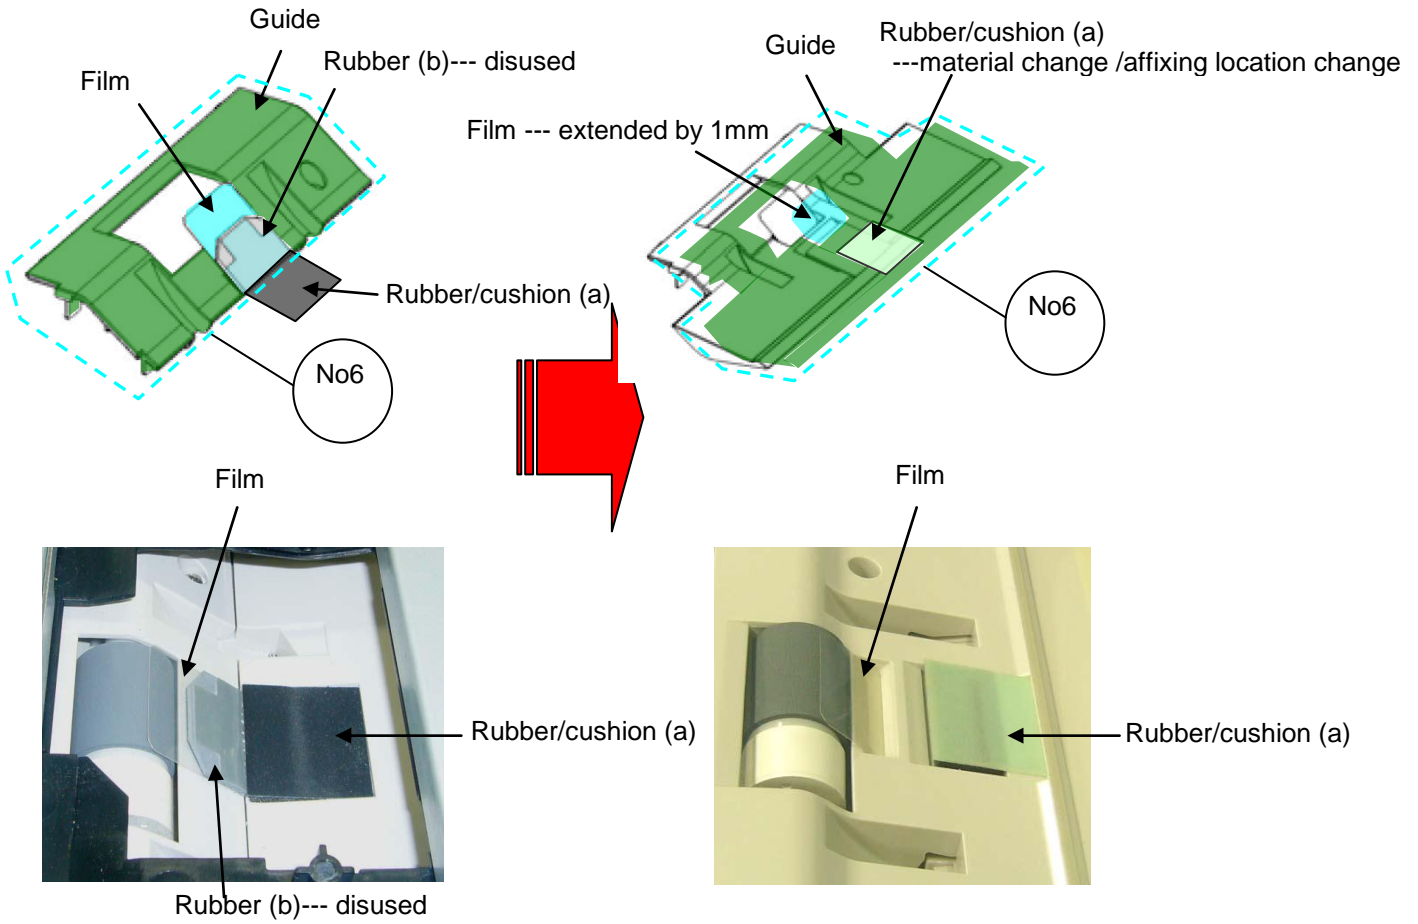 Guide
Rubber (b)--- disused
Film
Rubber/cushion (a)
No6
Guide
Rubber/cushion (a)
---material change /affixing location change
Film --- extended by 1mm
No6
Film
Rubber/cushion (a)
Rubber (b)--- disused
Film
Rubber/cushion (a)